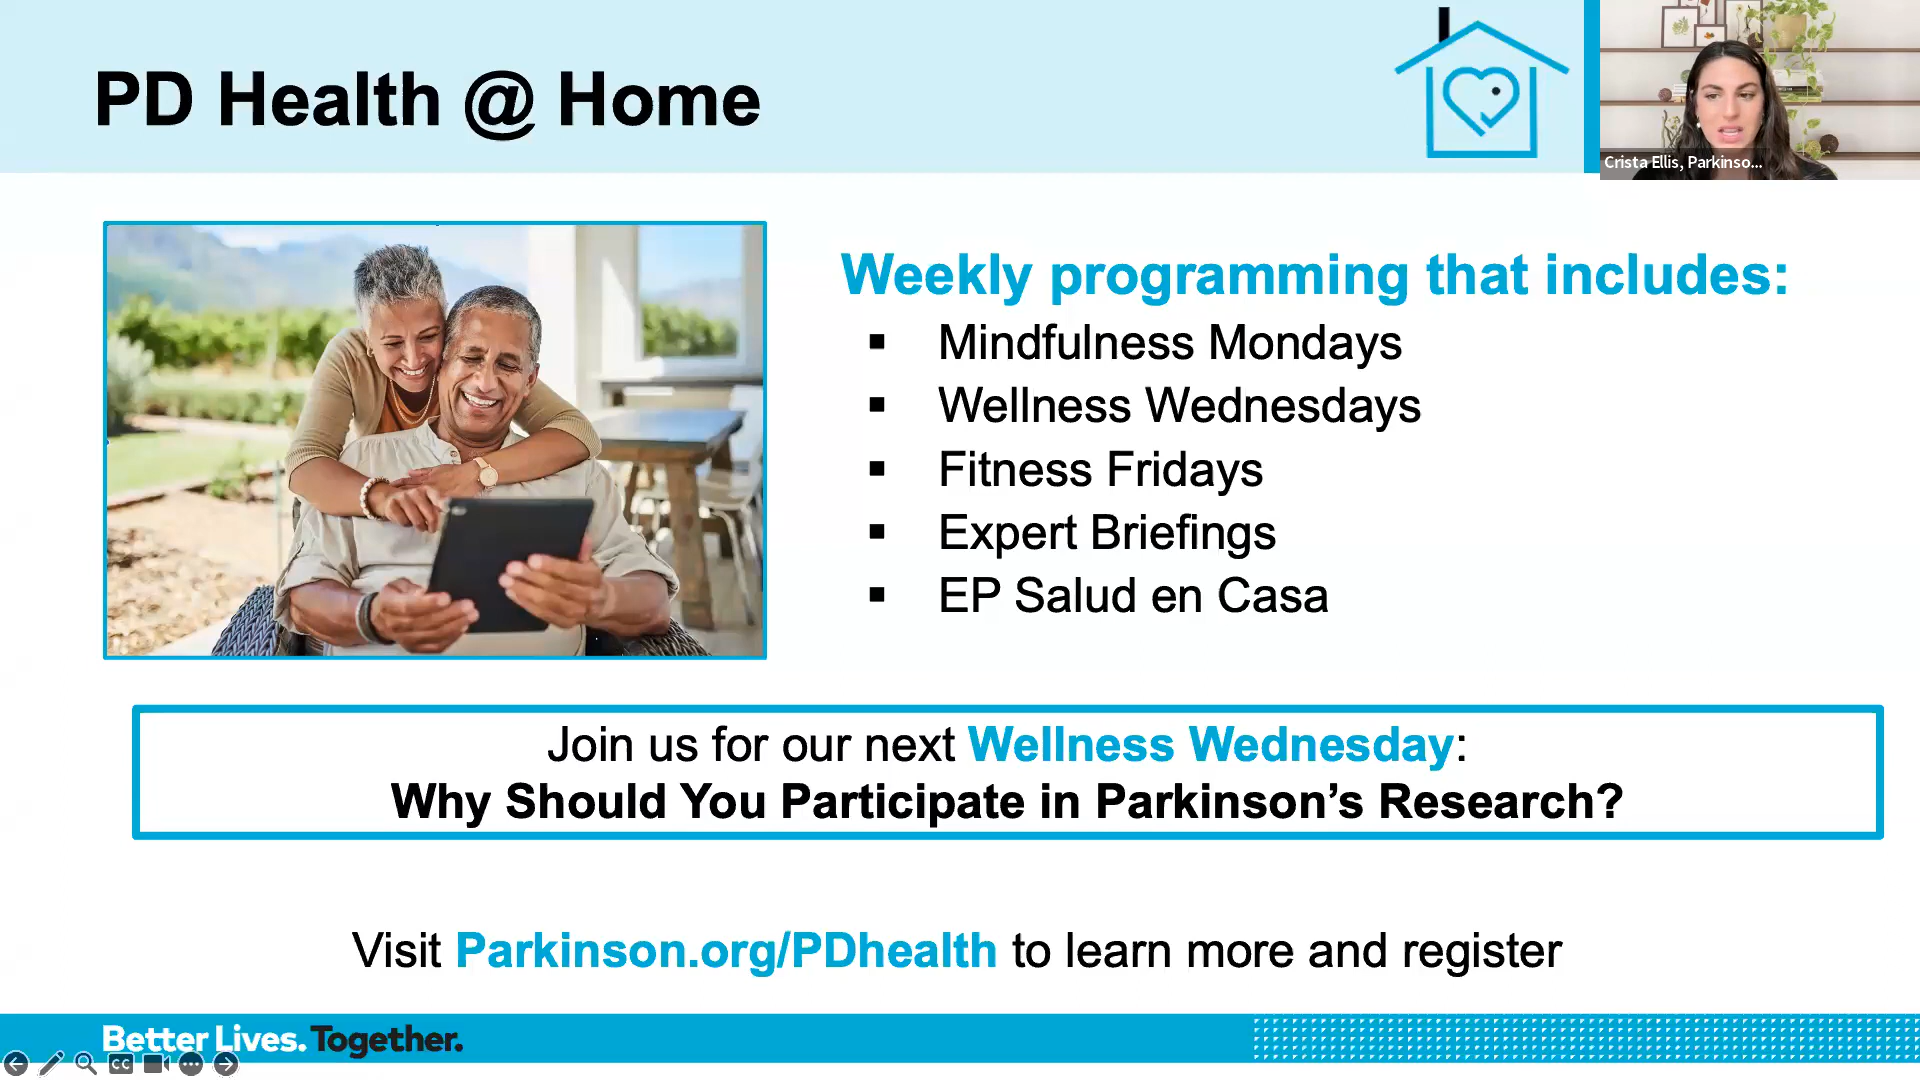 PD Health @ Home
Crista Ellis, Parkinso...
Weekly programming that includes:
▪ Mindfulness Mondays
▪ Wellness Wednesdays
▪ Fitness Fridays
▪ Expert Briefings
▪ EP Salud en Casa
Join us for our next Wellness Wednesday:
Why Should You Participate in Parkinson’s Research?
Visit Parkinson.org/PDhealth to learn more and register
Better Lives. Together.
CC